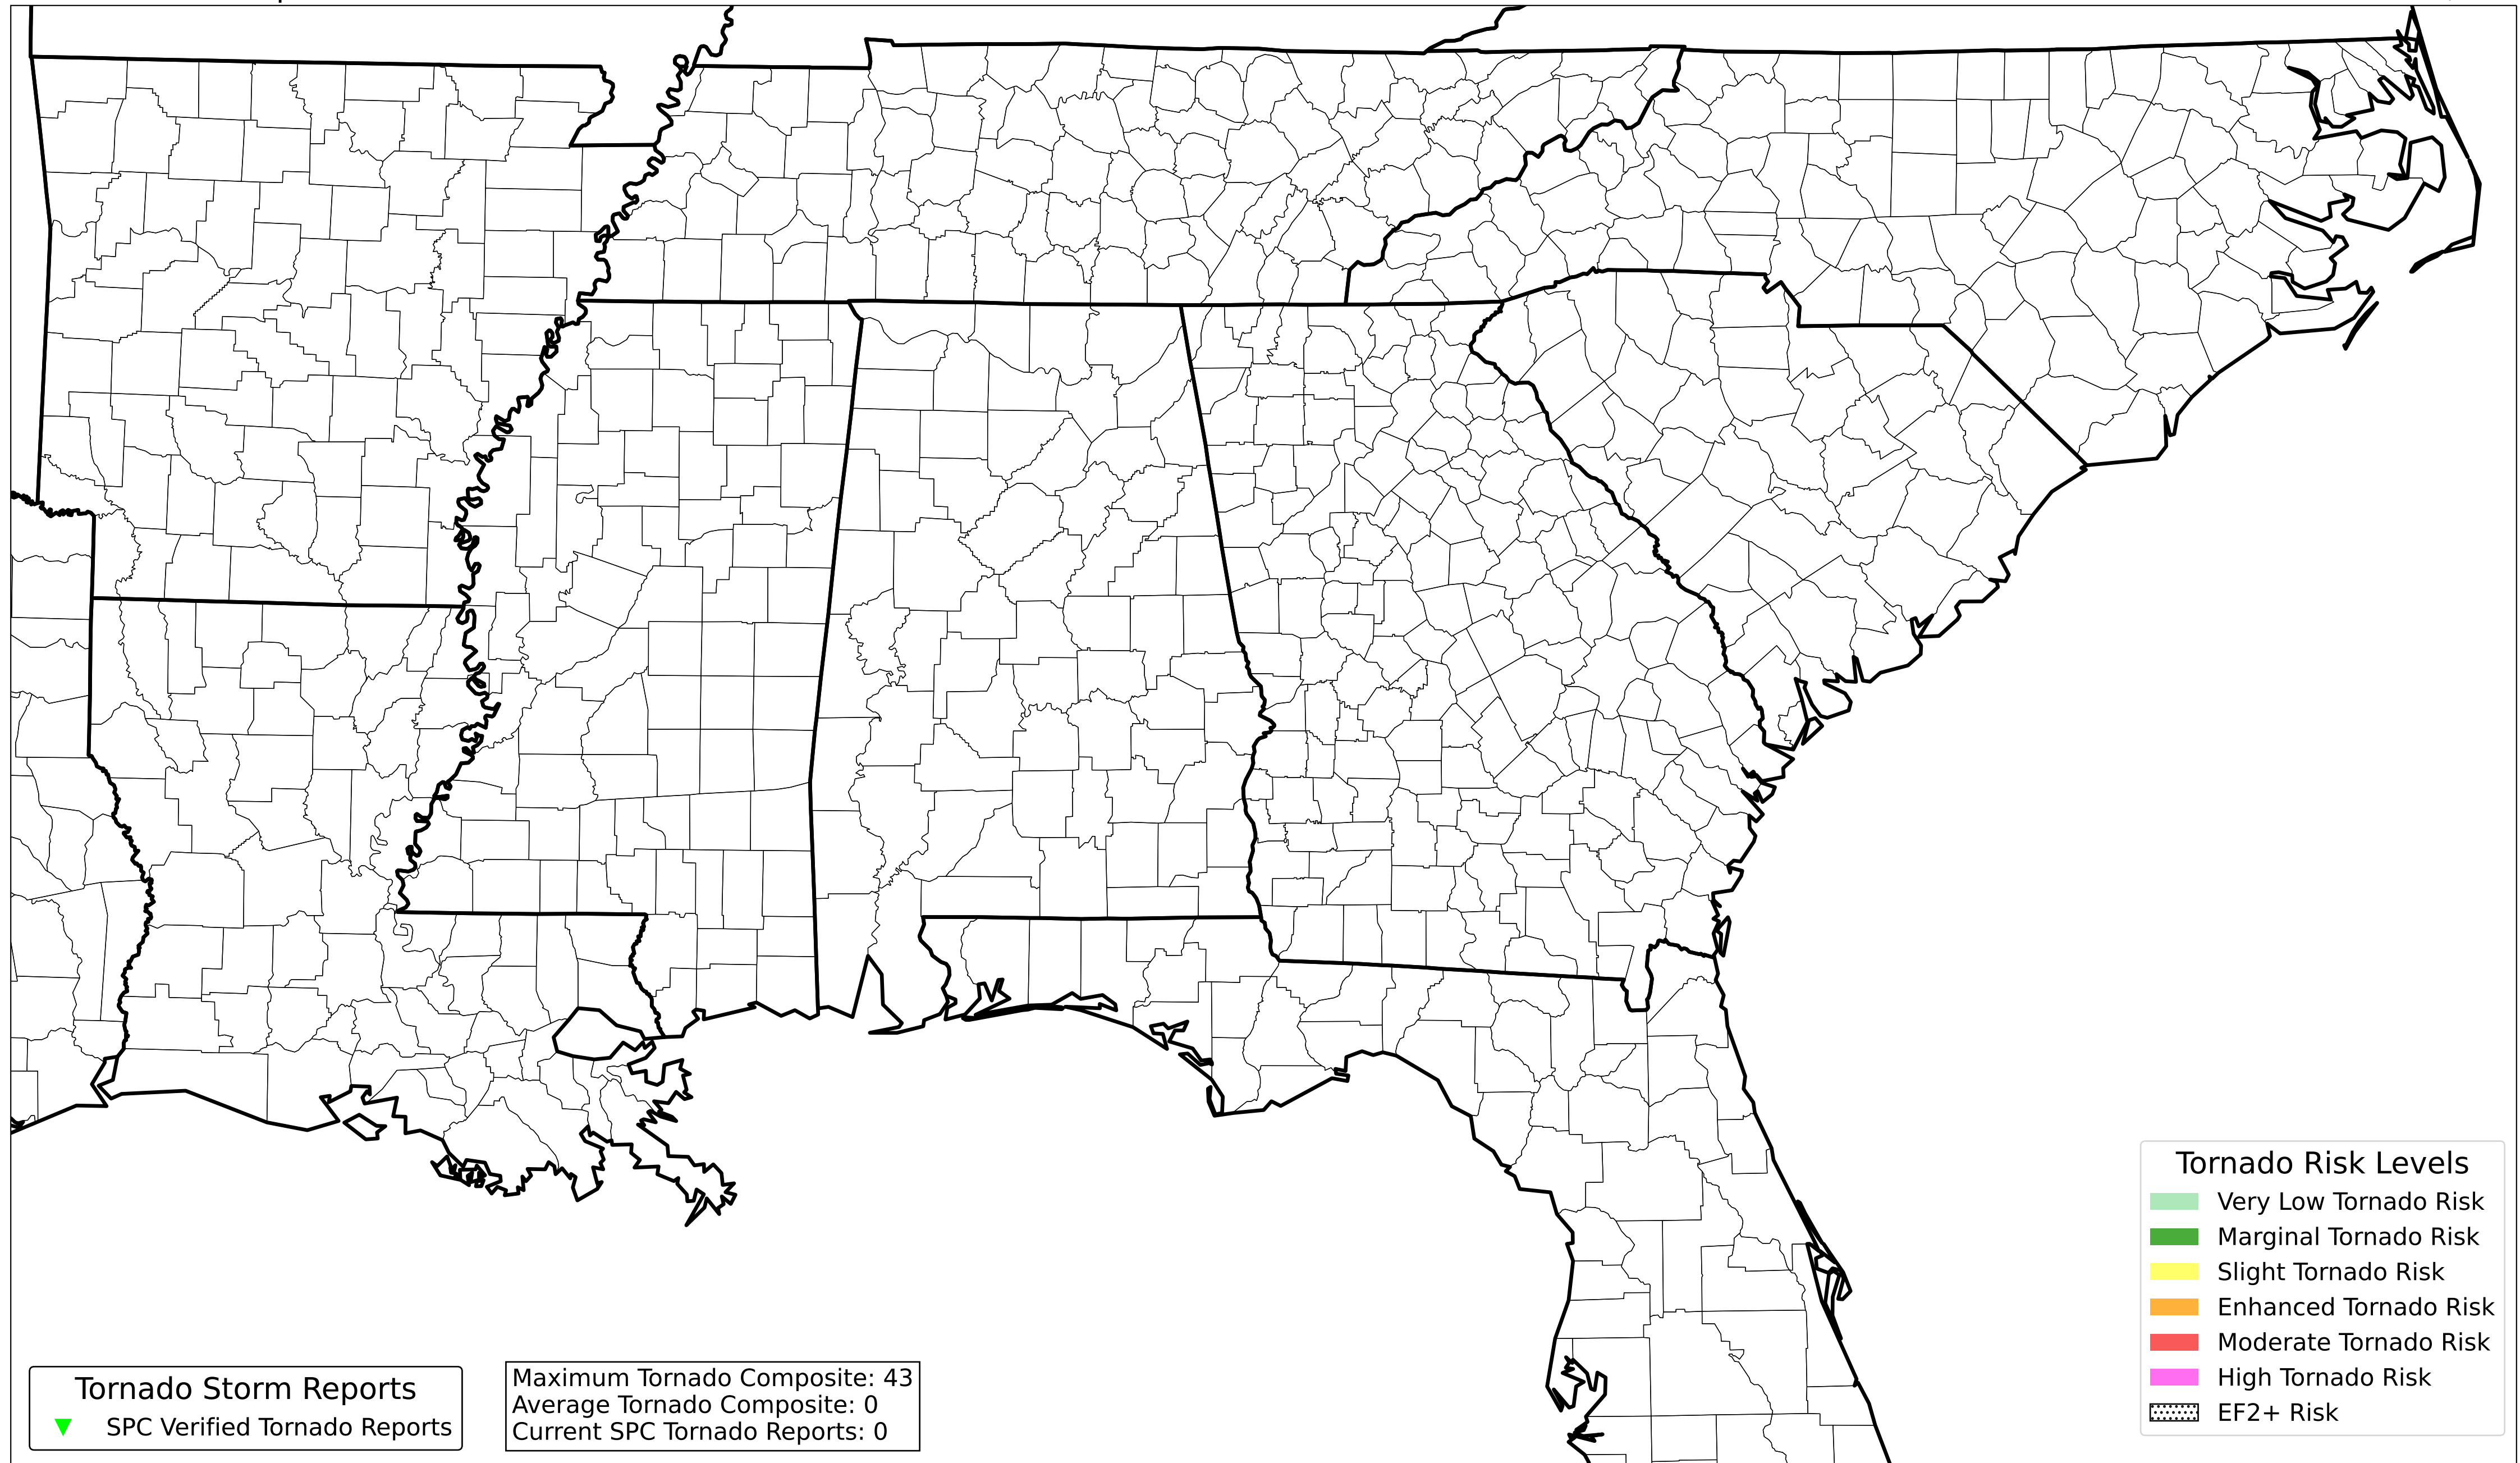 Tornado Risk Levels
Very Low Tornado Risk
Marginal Tornado Risk
Slight Tornado Risk
Enhanced Tornado Risk
Moderate Tornado Risk
High Tornado Risk
EF2+ Risk
Tornado Storm Reports
SPC Verified Tornado Reports
Maximum Tornado Composite: 43
Average Tornado Composite: 0
Current SPC Tornado Reports: 0